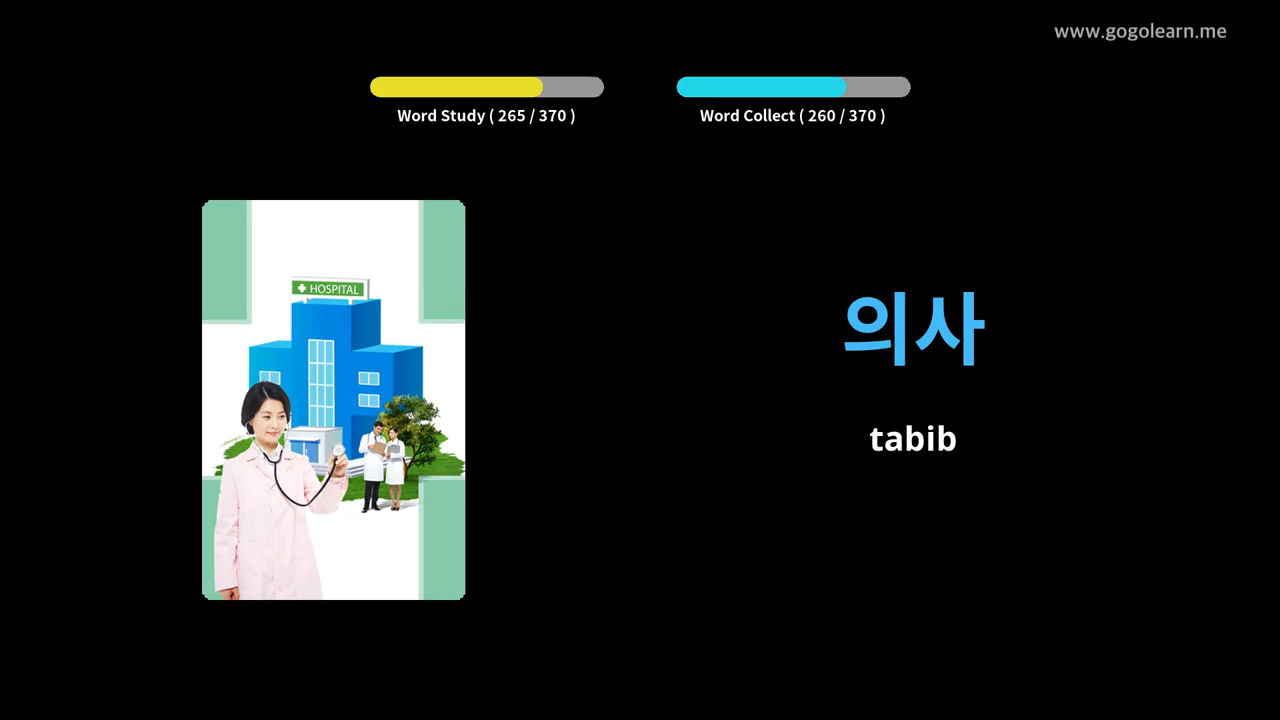 www.gogolearn.me
Word Study ( 265 / 370 )
Word Collect ( 260 / 370 )
HOSPITAL
의사
tabib